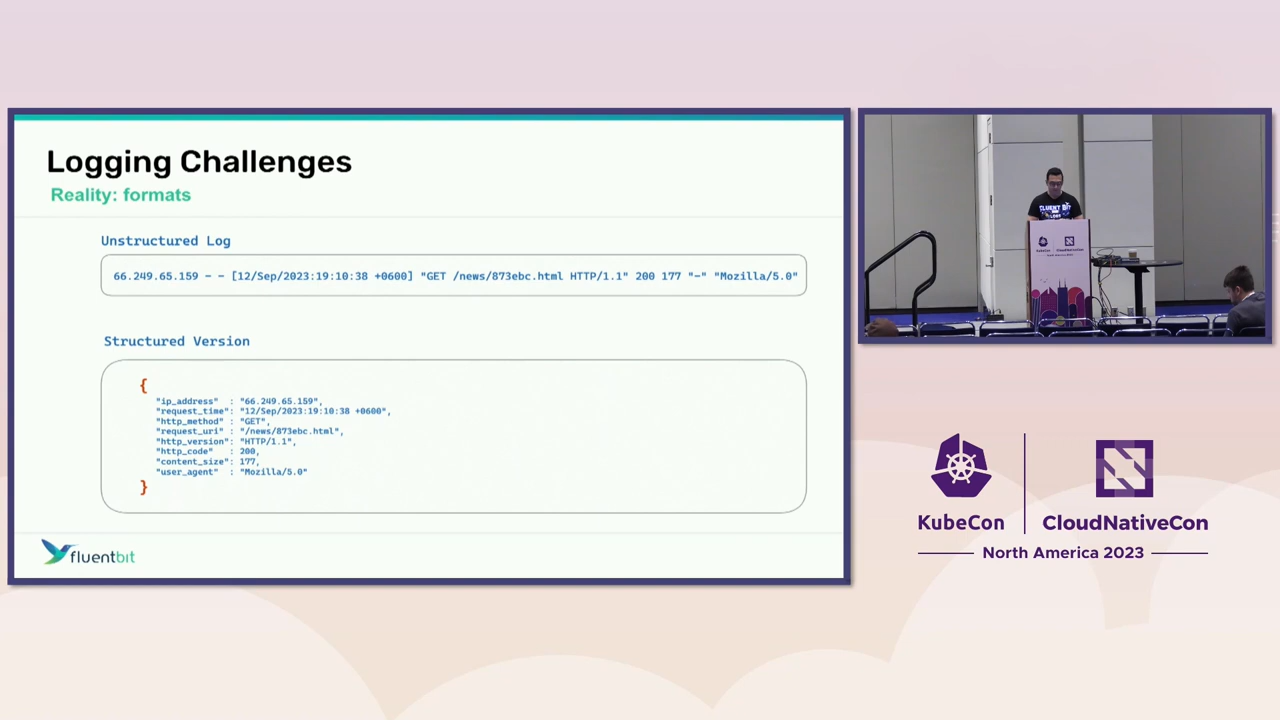 Logging Challenges
Reality: formats
Unstructured Log
66.249.65.159 - - [12/Sep/2023:19:10:38 +0600] "GET /news/873ebc.html HTTP/1.1" 200 177 "-" "Mozilla/5.0"
Structured Version
{
"ip_address" : "66.249.65.159",
"request_time": "12/Sep/2023:19:10:38 +0600",
"http_method" : "GET",
"request_uri" : "/news/873ebc.html",
"http_version": "HTTP/1.1",
"http_code" : 200,
"content_size": 177,
"user_agent" : "Mozilla/5.0"
}
fluentbit
FLUENT BIT
KubeCon
CloudNativeCon
North America 2023